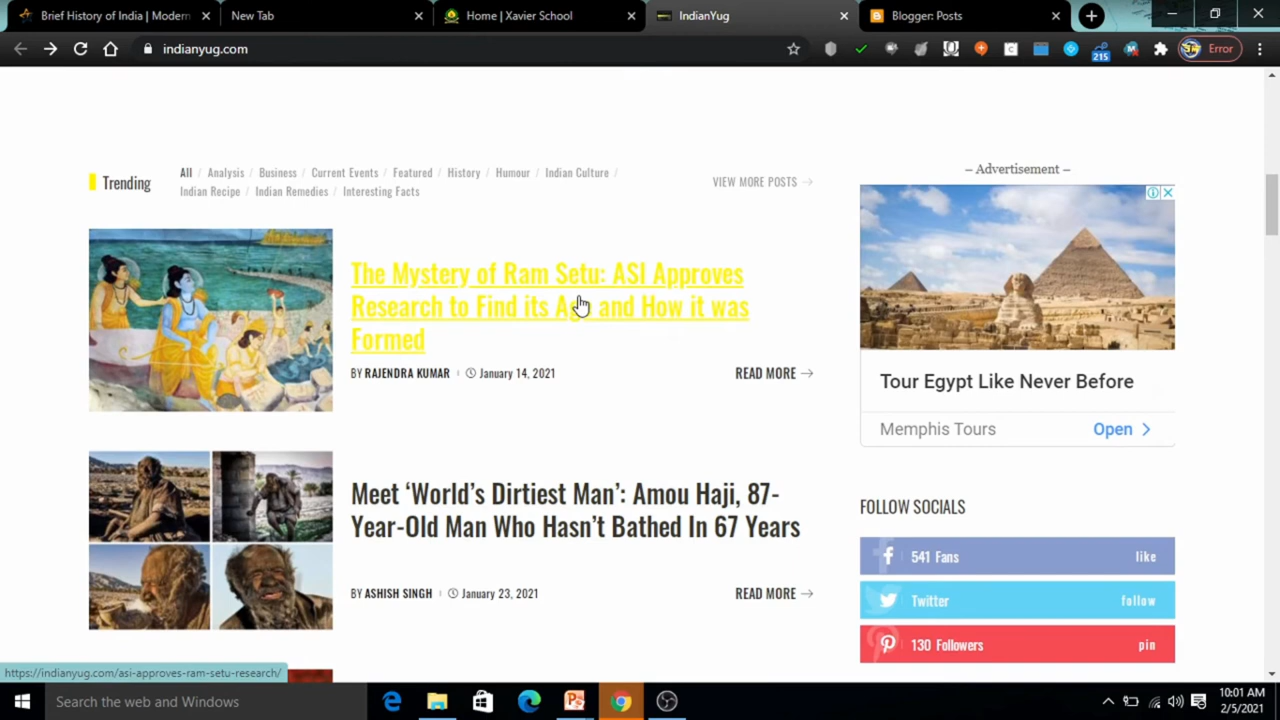 Brief History of India | Modern
New Tab
Home | Xavier School
IndianYug
Blogger: Posts
indianyug.com
215
Error
Trending
All / Analysis / Business / Current Events / Featured / History / Humour / Indian Culture /
Indian Recipe / Indian Remedies / Interesting Facts
VIEW MORE POSTS
– Advertisement –
The Mystery of Ram Setu: ASI Approves
Research to Find its Age and How it was
Formed
BY RAJENDRA KUMAR
January 14, 2021
READ MORE
Tour Egypt Like Never Before
Memphis Tours
Open
Meet ‘World’s Dirtiest Man’: Amou Haji, 87-
Year-Old Man Who Hasn’t Bathed In 67 Years
BY ASHISH SINGH
January 23, 2021
READ MORE
FOLLOW SOCIALS
541 Fans
like
Twitter
follow
130 Followers
pin
https://indianyug.com/asi-approves-ram-setu-research/
Search the web and Windows
10:01 AM
2/5/2021